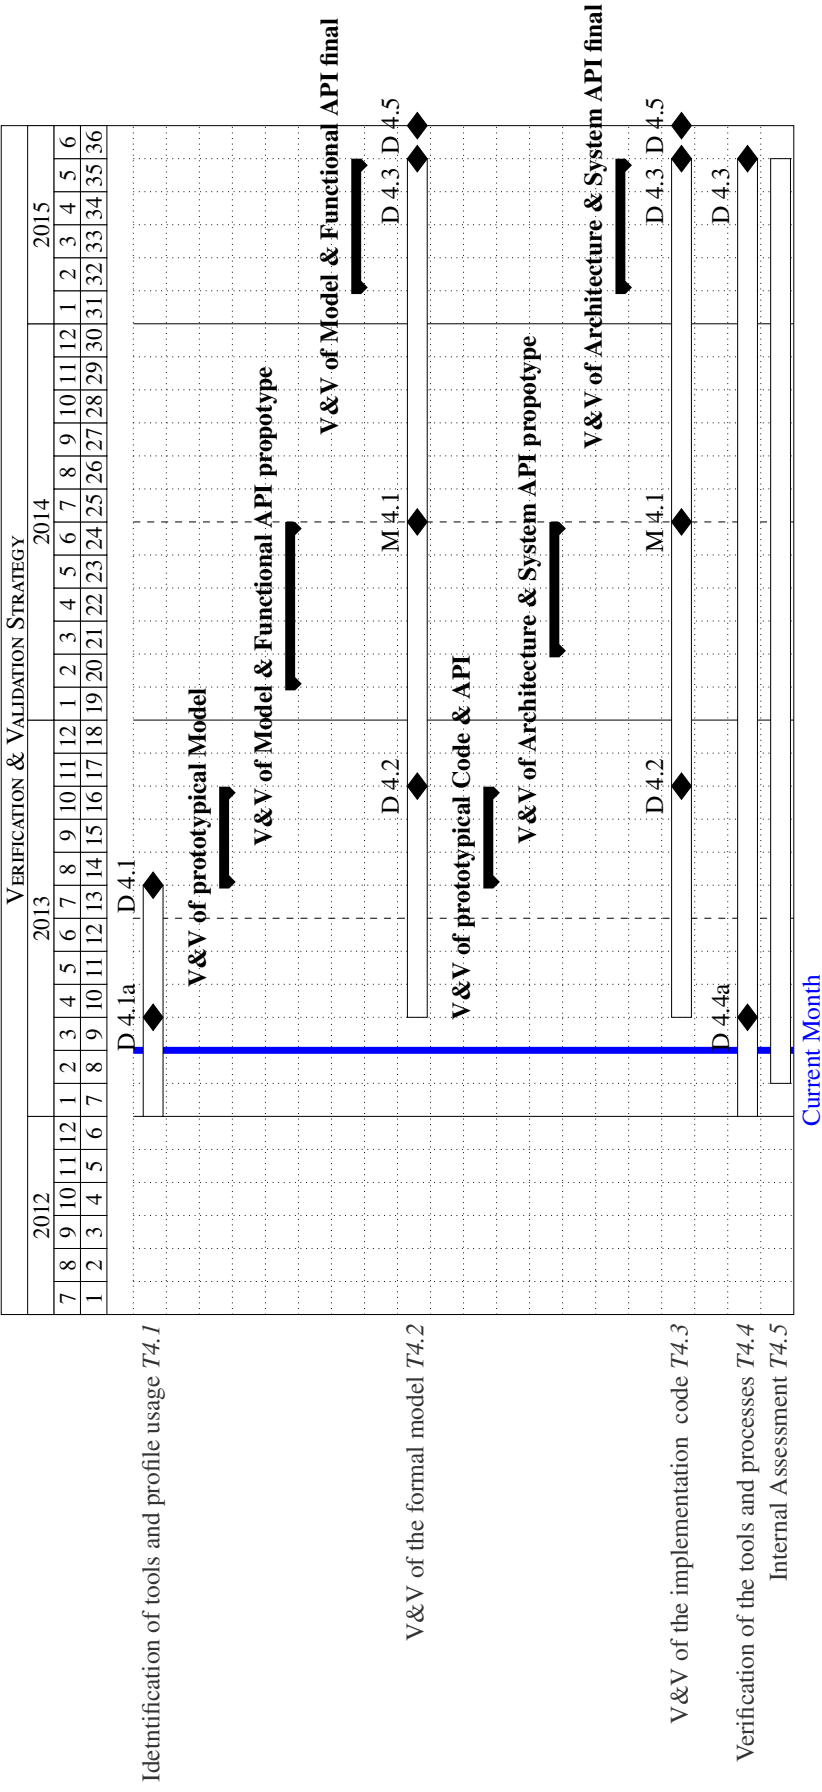 VERIFICATION & VALIDATION STRATEGY
2012 2013 2014 2015
7 8 9 10 11 12 1 2 3 4 5 6 7 8 9 10 11 12 1 2 3 4 5 6 7 8 9 10 11 12 1 2 3 4 5 6
1 2 3 4 5 6 7 8 9 10 11 12 13 14 15 16 17 18 19 20 21 22 23 24 25 26 27 28 29 30 31 32 33 34 35 36
D 4.1a D 4.1
Idetntification of tools and profile usage T4.1
V&V of prototypical Model
V&V of Model & Functional API propotype
V&V of Model & Functional API final
D 4.2 M 4.1 D 4.3 D 4.5
V&V of the formal model T4.2
V&V of prototypical Code & API
V&V of Architecture & System API propotype
V&V of Architecture & System API final
D 4.2 M 4.1 D 4.3 D 4.5
V&V of the implementation code T4.3
D 4.4a D 4.3
Verification of the tools and processes T4.4
Internal Assessment T4.5
Current Month